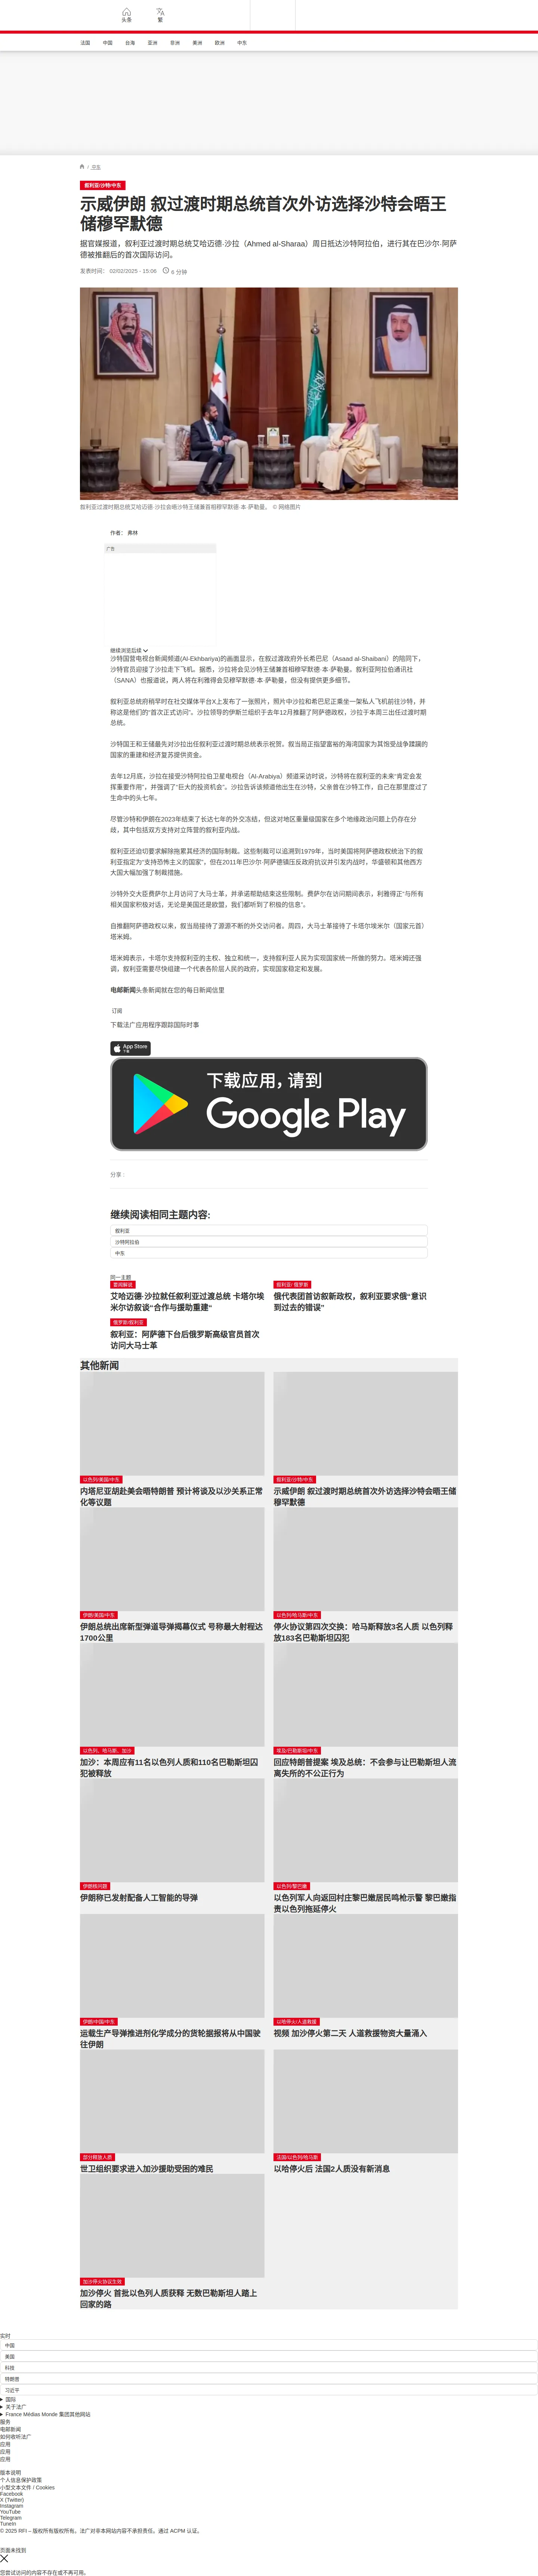 头条
繁
法国
中国
台海
亚洲
非洲
美洲
欧洲
中东
/ 中东
叙利亚/沙特/中东
示威伊朗 叙过渡时期总统首次外访选择沙特会晤王
储穆罕默德
据官媒报道，叙利亚过渡时期总统艾哈迈德·沙拉（Ahmed al-Sharaa）周日抵达沙特阿拉伯，进行其在巴沙尔·阿萨
德被推翻后的首次国际访问。
发表时间： 02/02/2025 - 15:06 6 分钟
叙利亚过渡时期总统艾哈迈德·沙拉会晤沙特王储兼首相穆罕默德·本·萨勒曼。 © 网络图片
作者： 弗林
广告
继续浏览后续
沙特国营电视台新闻频道(Al-Ekhbariya)的画面显示，在叙过渡政府外长希巴尼（Asaad al-Shaibani）的陪同下，
沙特官员迎接了沙拉走下飞机。据悉，沙拉将会见沙特王储兼首相穆罕默德·本·萨勒曼。叙利亚阿拉伯通讯社
（SANA）也报道说，两人将在利雅得会见穆罕默德·本·萨勒曼，但没有提供更多细节。
叙利亚总统府稍早时在社交媒体平台X上发布了一张照片，照片中沙拉和希巴尼正乘坐一架私人飞机前往沙特，并
称这是他们的“首次正式访问”。沙拉领导的伊斯兰组织于去年12月推翻了阿萨德政权，沙拉于本周三出任过渡时期
总统。
沙特国王和王储最先对沙拉出任叙利亚过渡时期总统表示祝贺。叙当局正指望富裕的海湾国家为其饱受战争蹂躏的
国家的重建和经济复苏提供资金。
去年12月底，沙拉在接受沙特阿拉伯卫星电视台（Al-Arabiya）频道采访时说，沙特将在叙利亚的未来“肯定会发
挥重要作用”，并强调了“巨大的投资机会”。沙拉告诉该频道他出生在沙特，父亲曾在沙特工作，自己在那里度过了
生命中的头七年。
尽管沙特和伊朗在2023年结束了长达七年的外交冻结，但这对地区重量级国家在多个地缘政治问题上仍存在分
歧，其中包括双方支持对立阵营的叙利亚内战。
叙利亚还迫切要求解除拖累其经济的国际制裁。这些制裁可以追溯到1979年，当时美国将阿萨德政权统治下的叙
利亚指定为“支持恐怖主义的国家”，但在2011年巴沙尔·阿萨德镇压反政府抗议并引发内战时，华盛顿和其他西方
大国大幅加强了制裁措施。
沙特外交大臣费萨尔上月访问了大马士革，并承诺帮助结束这些限制。费萨尔在访问期间表示，利雅得正“与所有
相关国家积极对话，无论是美国还是欧盟，我们都听到了积极的信息”。
自推翻阿萨德政权以来，叙当局接待了源源不断的外交访问者。周四，大马士革接待了卡塔尔埃米尔（国家元首）
塔米姆。
塔米姆表示，卡塔尔支持叙利亚的主权、独立和统一，支持叙利亚人民为实现国家统一所做的努力。塔米姆还强
调，叙利亚需要尽快组建一个代表各阶层人民的政府，实现国家稳定和发展。
电邮新闻头条新闻就在您的每日新闻信里
订阅
下载法广应用程序跟踪国际时事
App Store
下载
下载应用，请到
Google Play
分享 :
继续阅读相同主题内容:
叙利亚
沙特阿拉伯
中东
同一主题
要闻解读
艾哈迈德·沙拉就任叙利亚过渡总统 卡塔尔埃
米尔访叙谈“合作与援助重建”
叙利亚/ 俄罗斯
俄代表团首访叙新政权，叙利亚要求俄“意识
到过去的错误”
俄罗斯/叙利亚
叙利亚：阿萨德下台后俄罗斯高级官员首次
访问大马士革
其他新闻
以色列/美国/中东
内塔尼亚胡赴美会晤特朗普 预计将谈及以沙关系正常
化等议题
叙利亚/沙特/中东
示威伊朗 叙过渡时期总统首次外访选择沙特会晤王储
穆罕默德
伊朗/美国/中东
伊朗总统出席新型弹道导弹揭幕仪式 号称最大射程达
1700公里
以色列/哈马斯/中东
停火协议第四次交换：哈马斯释放3名人质 以色列释
放183名巴勒斯坦囚犯
以色列、哈马斯、加沙
加沙：本周应有11名以色列人质和110名巴勒斯坦囚
犯被释放
埃及/巴勒斯坦/中东
回应特朗普提案 埃及总统：不会参与让巴勒斯坦人流
离失所的不公正行为
伊朗核问题
伊朗称已发射配备人工智能的导弹
以色列/黎巴嫩
以色列军人向返回村庄黎巴嫩居民鸣枪示警 黎巴嫩指
责以色列拖延停火
伊朗/中国/中东
运载生产导弹推进剂化学成分的货轮据报将从中国驶
往伊朗
以哈停火/人道救援
视频 加沙停火第二天 人道救援物资大量涌入
部分释放人质
世卫组织要求进入加沙援助受困的难民
法国/以色列/哈马斯
以哈停火后 法国2人质没有新消息
加沙停火协议生效
加沙停火 首批以色列人质获释 无数巴勒斯坦人踏上
回家的路
实时
中国
美国
科技
特朗普
习近平
国际
关于法广
France Médias Monde 集团其他网站
服务
电邮新闻
如何收听法广
应用
应用
应用
版本说明
个人信息保护政策
小型文本文件 / Cookies
Facebook
X (Twitter)
Instagram
YouTube
Telegram
TuneIn
© 2025 RFI – 版权所有版权所有。法广对非本网站内容不承担责任。通过 ACPM 认证。
页面未找到
您尝试访问的内容不存在或不再可用。